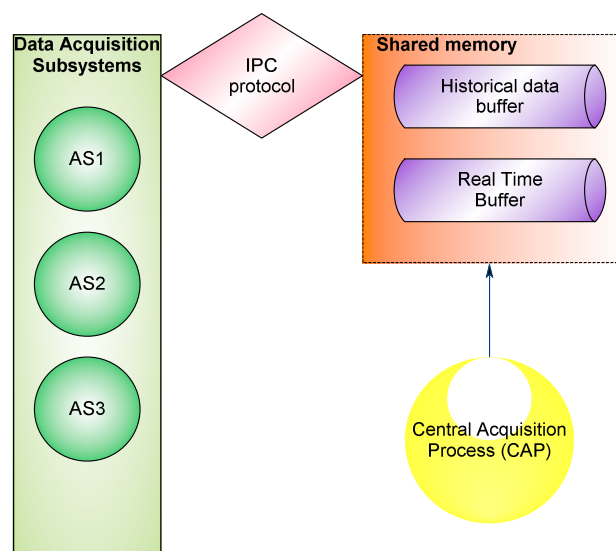 Data Acquisition
Subsystems
AS1
AS2
AS3
IPC
protocol
Shared memory
Historical data
buffer
Real Time
Buffer
Central Acquisition
Process (CAP)